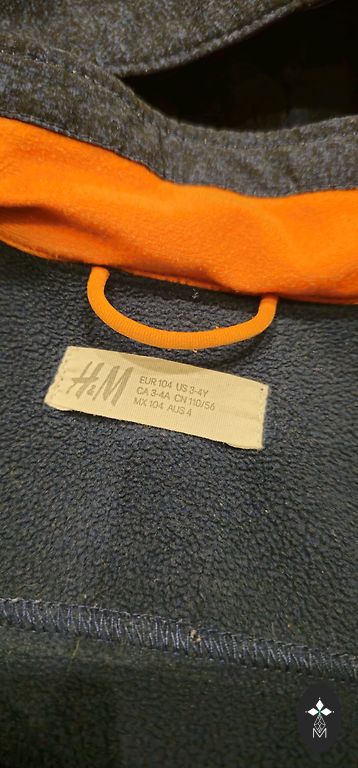 H&M
EUR 104 US 3-4Y
CA 3-4A CN 110/56
MX 104 AUS 4
M